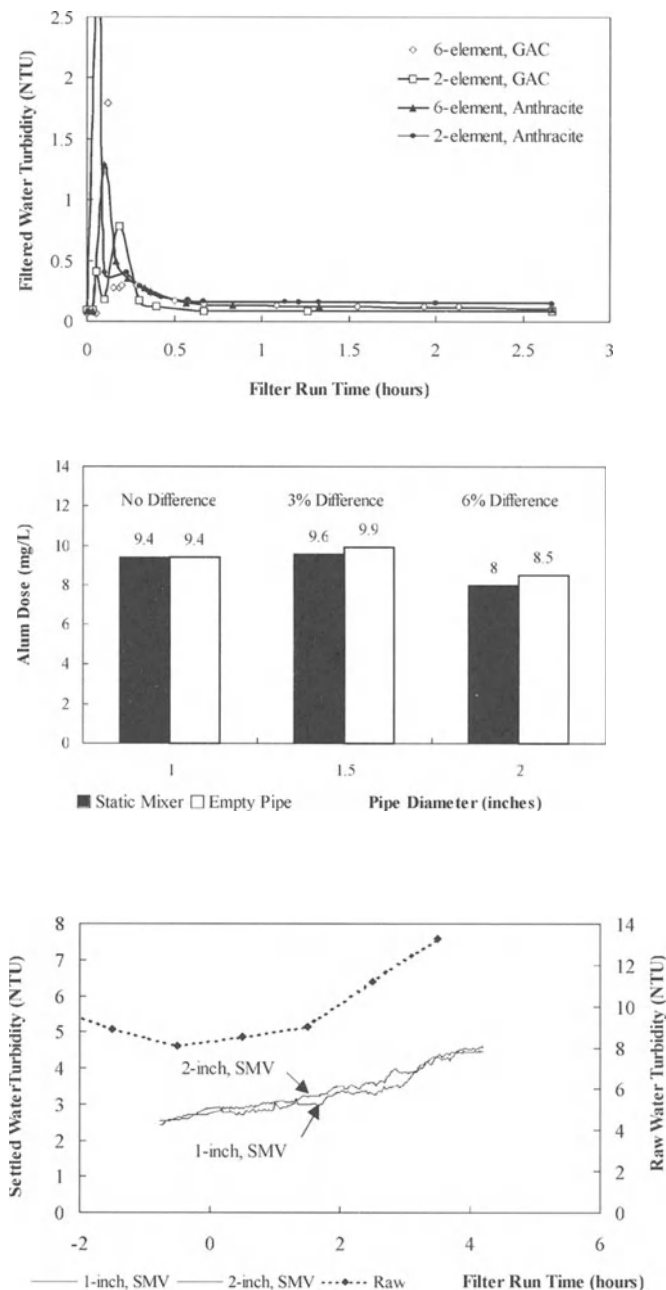 2.5
2
1.5
1
0.5
0
Filtered Water Turbidity (NTU)
6-element, GAC
2-element, GAC
6-element, Anthracite
2-element, Anthracite
0 0.5 1 1.5 2 2.5 3
Filter Run Time (hours)
14
12
10
8
6
4
2
0
Alum Dose (mg/L)
No Difference 3% Difference 6% Difference
9.4 9.4 9.6 9.9 8 8.5
1 1.5 2
Static Mixer Empty Pipe Pipe Diameter (inches)
8
7
6
5
4
3
2
1
0
Settled WaterTurbidity (NTU)
2-inch, SMV
1-inch, SMV
14
12
10
8
6
4
2
0
Raw Water Turbidity (NTU)
-2 0 2 4 6
1-inch, SMV 2-inch, SMV Raw Filter Run Time (hours)